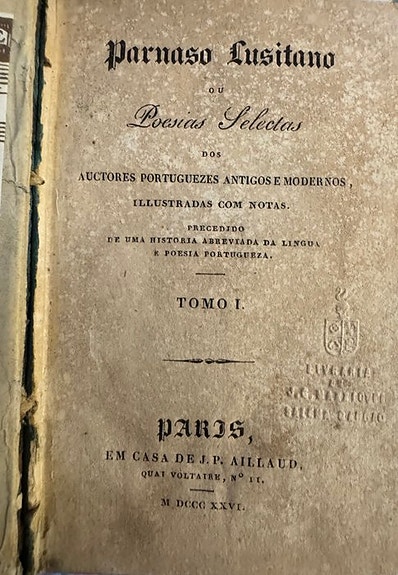 Parnaso Lusitano
OU
Poesias Selectas
DOS
AUCTORES PORTUGUEZES ANTIGOS E MODERNOS,
ILLUSTRADAS COM NOTAS.
PRECEDIDO
DE UMA HISTORIA ABREVIADA DA LINGUA
E POESIA PORTUGUEZA.
TOMO I.
PARIS,
EM CASA DE J. P. AILLAUD,
QUAI VOLTAIRE, Nº 11.
M DCCC XXVI.
LIVRARIA